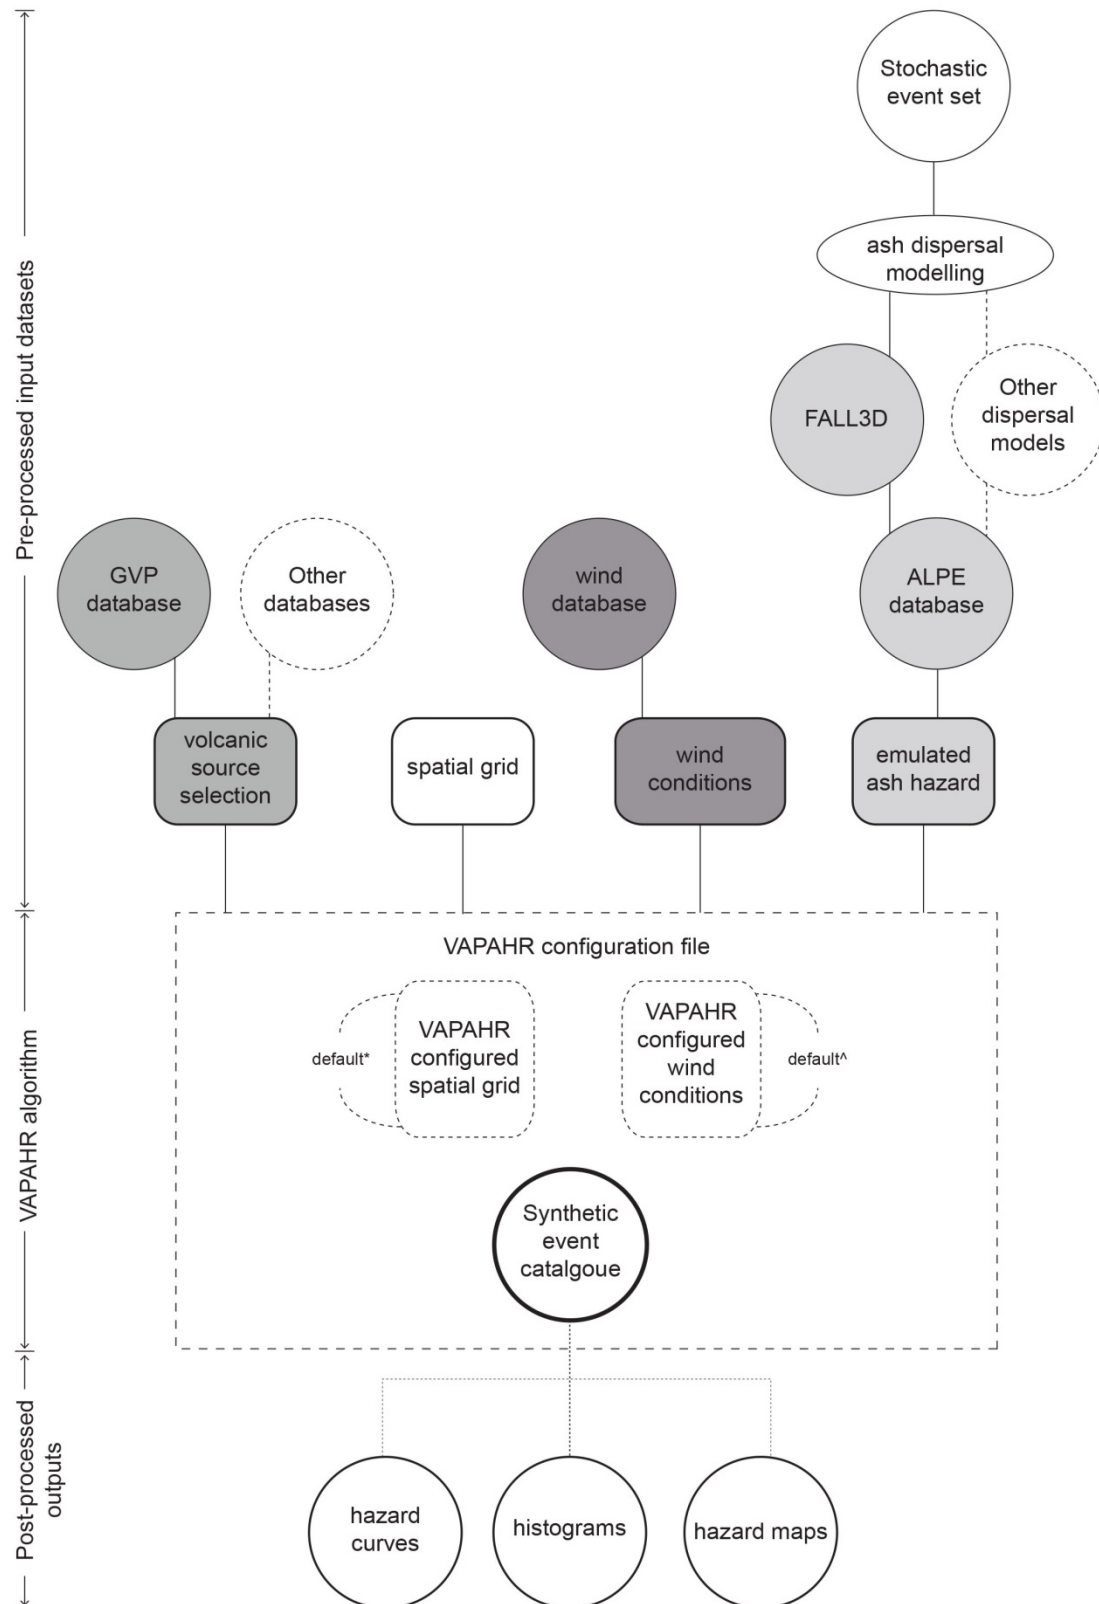 Stochastic
event set
ash dispersal
modelling
FALL3D
Other
dispersal
models
GVP
database
Other
databases
wind
database
ALPE
database
volcanic
source
selection
spatial grid
wind
conditions
emulated
ash hazard
Pre-processed input datasets
VAPAHR configuration file
default*
VAPAHR
configured
spatial grid
VAPAHR
configured
wind
conditions
default^
Synthetic
event
catalgoue
VAPAHR algorithm
hazard
curves
histograms
hazard maps
Post-processed
outputs